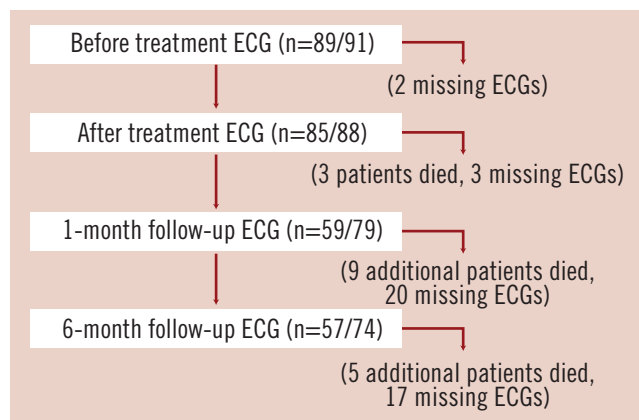 Before treatment ECG (n=89/91)
(2 missing ECGs)
After treatment ECG (n=85/88)
(3 patients died, 3 missing ECGs)
1-month follow-up ECG (n=59/79)
(9 additional patients died,
20 missing ECGs)
6-month follow-up ECG (n=57/74)
(5 additional patients died,
17 missing ECGs)